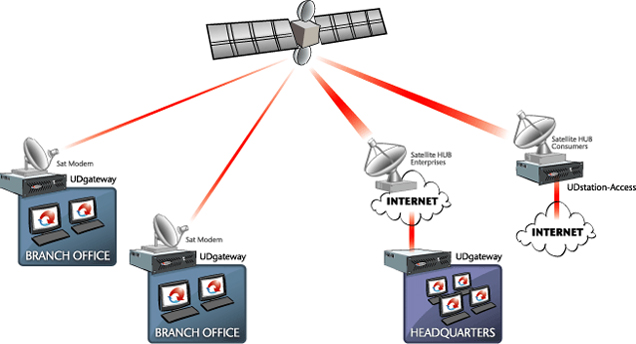 Satellite HUB
Consumers
Satellite HUB
Enterprises
Sat Modem
UDgateway
UDstation-Access
INTERNET
INTERNET
Sat Modem
BRANCH OFFICE
UDgateway
UDgateway
BRANCH OFFICE
HEADQUARTERS